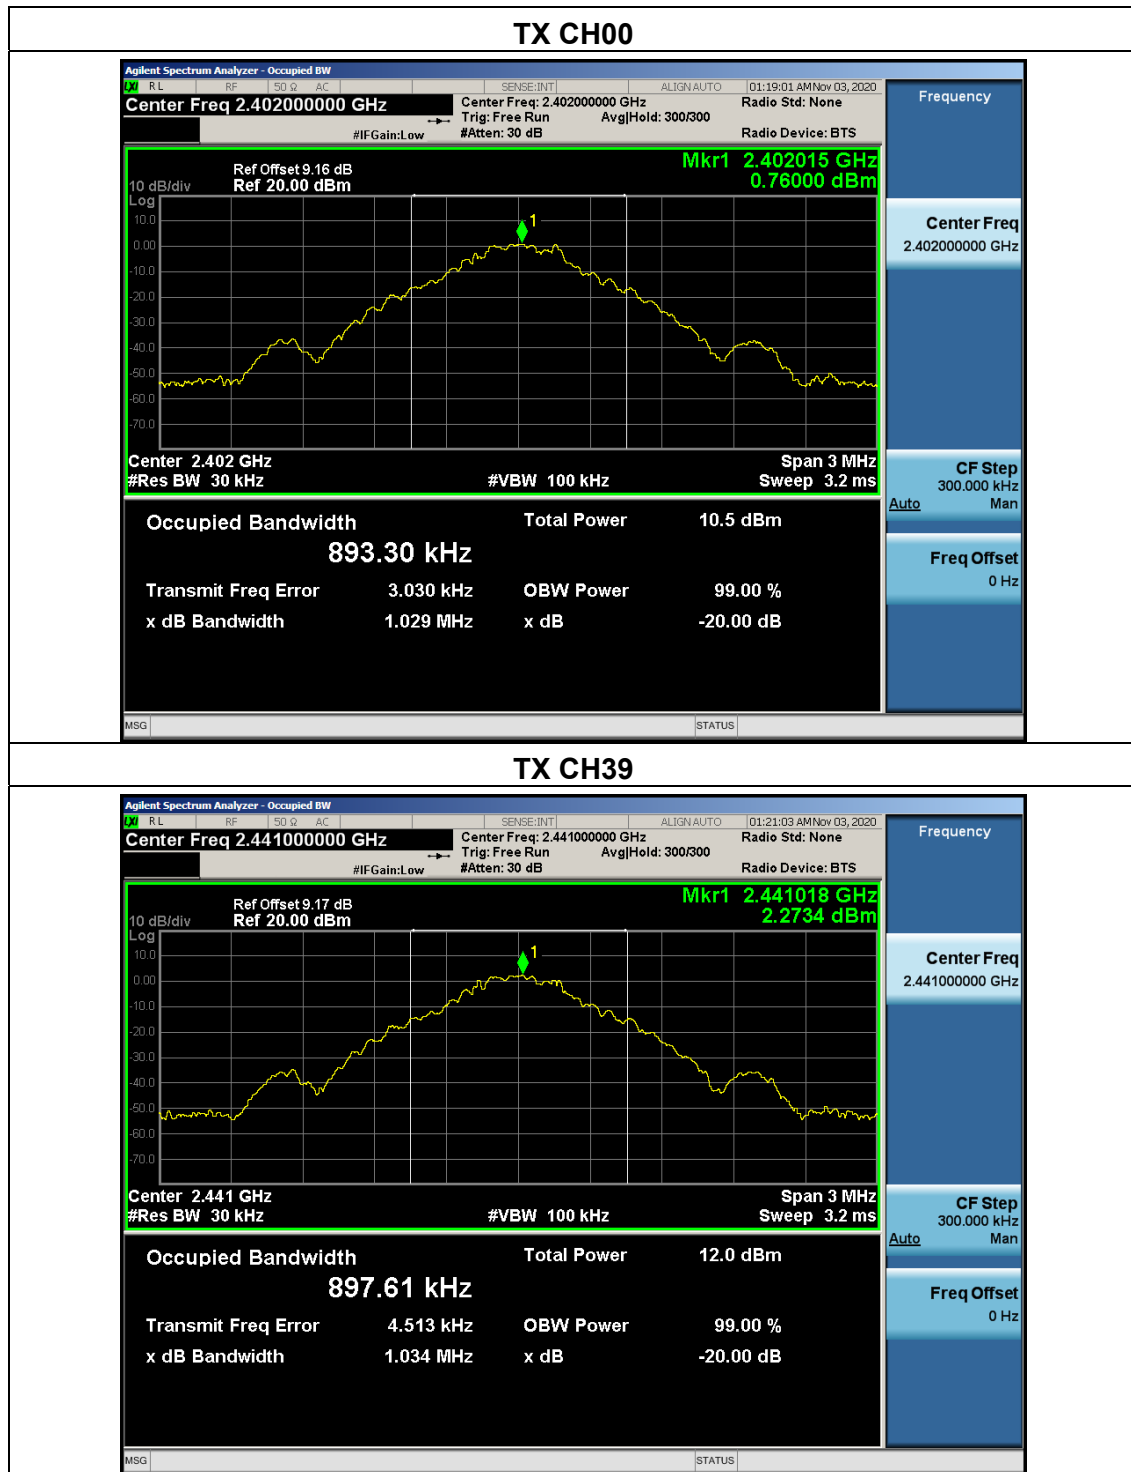 TX CH00
Agilent Spectrum Analyzer - Occupied BW
LXI RL RF 50 Ω AC SENSE:INT ALIGN AUTO 01:19:01 AM Nov 03, 2020
Center Freq 2.402000000 GHz
Center Freq: 2.402000000 GHz
Radio Std: None
Trig: Free Run Avg|Hold: 300/300
#IFGain:Low
#Atten: 30 dB
Radio Device: BTS
Frequency
Mkr1 2.402015 GHz
0.76000 dBm
Ref Offset 9.16 dB
10 dB/div Ref 20.00 dBm
Log
10.0
1
0.00
-10.0
-20.0
-30.0
-40.0
-50.0
-60.0
-70.0
Center 2.402 GHz Span 3 MHz
#Res BW 30 kHz #VBW 100 kHz Sweep 3.2 ms
Center Freq
2.402000000 GHz
CF Step
300.000 kHz
Auto Man
Freq Offset
0 Hz
Occupied Bandwidth Total Power 10.5 dBm
893.30 kHz
Transmit Freq Error 3.030 kHz OBW Power 99.00 %
x dB Bandwidth 1.029 MHz x dB -20.00 dB
MSG STATUS
TX CH39
Agilent Spectrum Analyzer - Occupied BW
LXI RL RF 50 Ω AC SENSE:INT ALIGN AUTO 01:21:03 AM Nov 03, 2020
Center Freq 2.441000000 GHz
Center Freq: 2.441000000 GHz
Radio Std: None
Trig: Free Run Avg|Hold: 300/300
#IFGain:Low
#Atten: 30 dB
Radio Device: BTS
Frequency
Mkr1 2.441018 GHz
2.2734 dBm
Ref Offset 9.17 dB
10 dB/div Ref 20.00 dBm
Log
10.0
1
0.00
-10.0
-20.0
-30.0
-40.0
-50.0
-60.0
-70.0
Center 2.441 GHz Span 3 MHz
#Res BW 30 kHz #VBW 100 kHz Sweep 3.2 ms
Center Freq
2.441000000 GHz
CF Step
300.000 kHz
Auto Man
Freq Offset
0 Hz
Occupied Bandwidth Total Power 12.0 dBm
897.61 kHz
Transmit Freq Error 4.513 kHz OBW Power 99.00 %
x dB Bandwidth 1.034 MHz x dB -20.00 dB
MSG STATUS